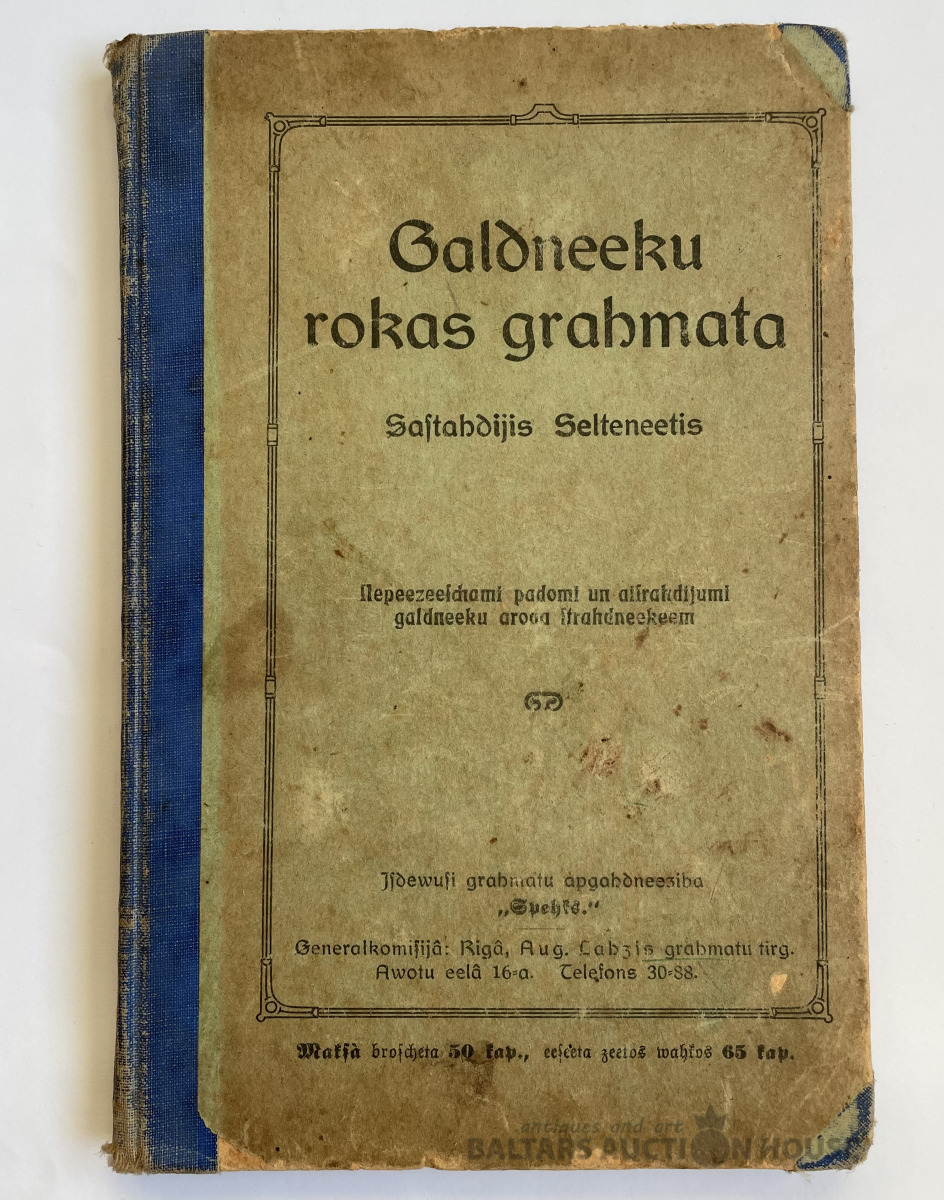 Galdneeku
rokas grahmata
Saſtahdijis Selteneetis
Nepeezeeſchami padomi un aiſrahdijumi
galdneeku aroda ſtrahdneekeem
Iſdewuſi grahmatu apgahdneeziba
„Spehks.“
Generalkomiſijâ: Rigâ, Aug. Lahzis grahmatu tirg.
Awotu eelâ 16-a. Telefons 30-88.
Makſâ broſcheta 50 kap., eeſeeta zeetos wahkos 65 kap.
antiques and art
BALTARS AUCTION HOUSE